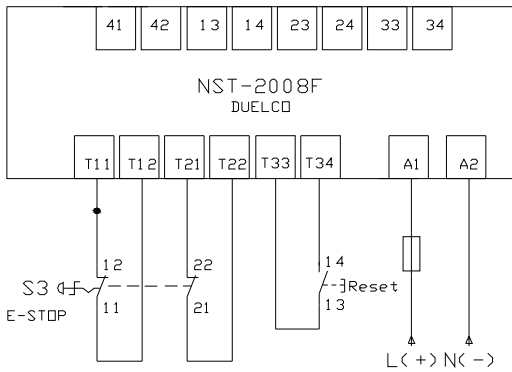 41 42 13 14 23 24 33 34
NST-2008F
DUELCO
T11 T12 T21 T22 T33 T34 A1 A2
12 22 14
S3 Reset
11 21 13
E-STOP
L(+) N(-)